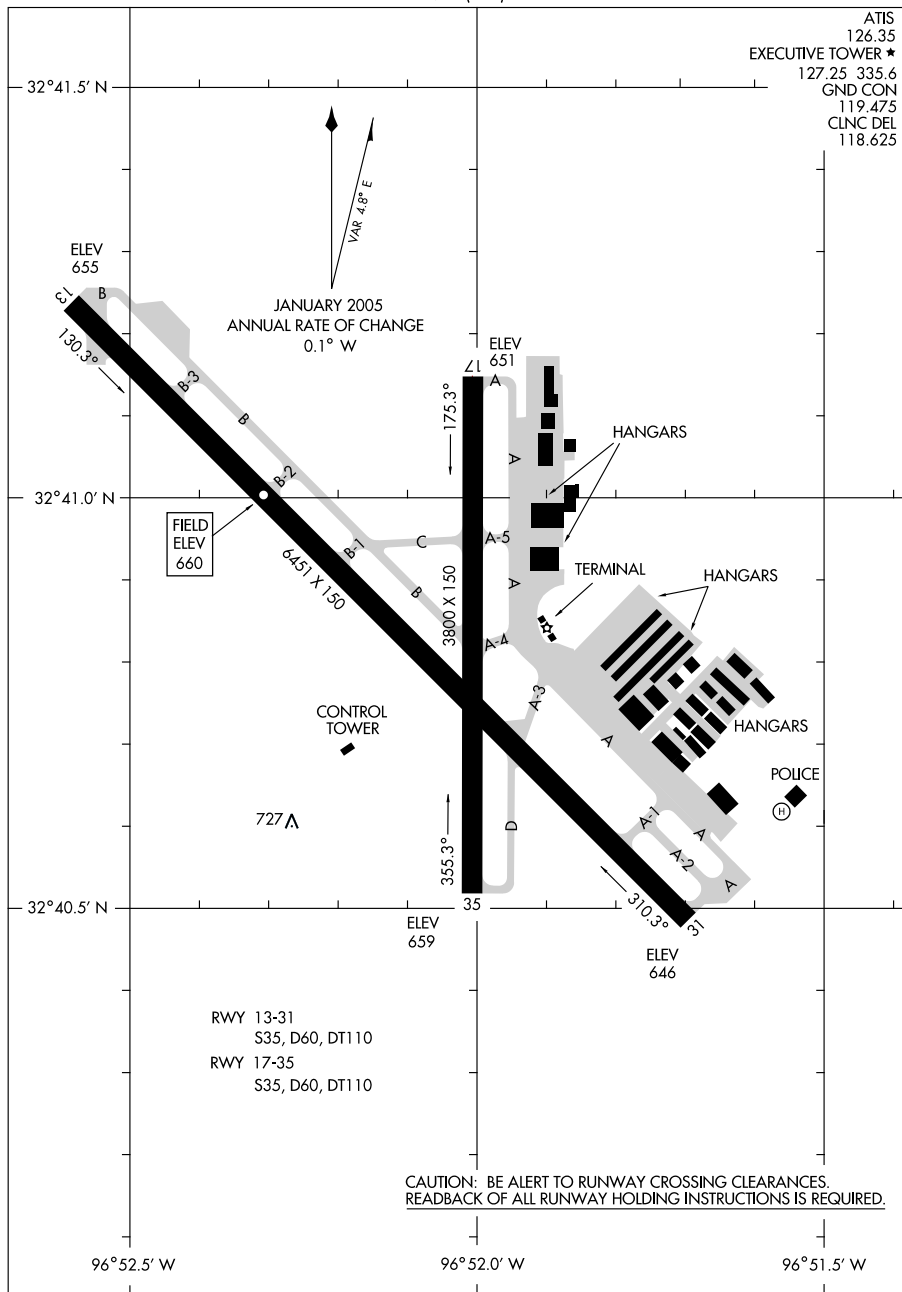 ATIS
126.35
EXECUTIVE TOWER ★
127.25 335.6
GND CON
119.475
CLNC DEL
118.625
32°41.5' N
VAR 4.8° E
JANUARY 2005
ANNUAL RATE OF CHANGE
0.1° W
ELEV
655
13
B
130.3°
B-3
B
B-2
ELEV
651
17
A
175.3°
A
HANGARS
32°41.0' N
FIELD
ELEV
660
6451 X 150
B-1
C
A-5
B
3800 X 150
A
TERMINAL
HANGARS
A-4
A-3
CONTROL
TOWER
A
HANGARS
POLICE
H
727
355.3°
D
A-1
A
A-2
A
310.3°
31
32°40.5' N
35
ELEV
659
ELEV
646
RWY 13-31
S35, D60, DT110
RWY 17-35
S35, D60, DT110
CAUTION: BE ALERT TO RUNWAY CROSSING CLEARANCES.
READBACK OF ALL RUNWAY HOLDING INSTRUCTIONS IS REQUIRED.
96°52.5' W
96°52.0' W
96°51.5' W